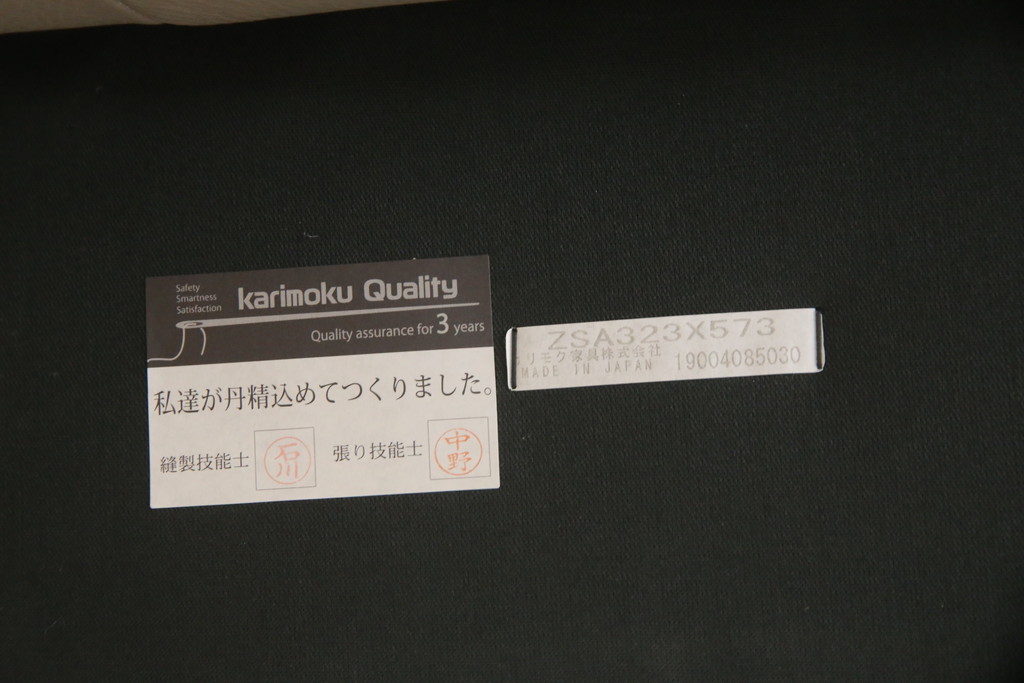 Safety
Smartness
Satisfaction
karimoku Quality
Quality assurance for 3 years
私達が丹精込めてつくりました。
縫製技能士 石川 張り技能士 中野
ZSA323X573
リモク家具株式会社
MADE IN JAPAN 19004085030